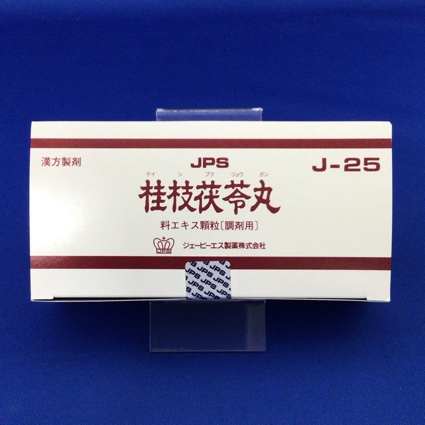 漢方製剤
JPS
J-25
ケイ シ ブク リョウ ガン
桂枝茯苓丸
料エキス顆粒〔調剤用〕
ジェーピーエス製薬株式会社
JPS JPS JPS